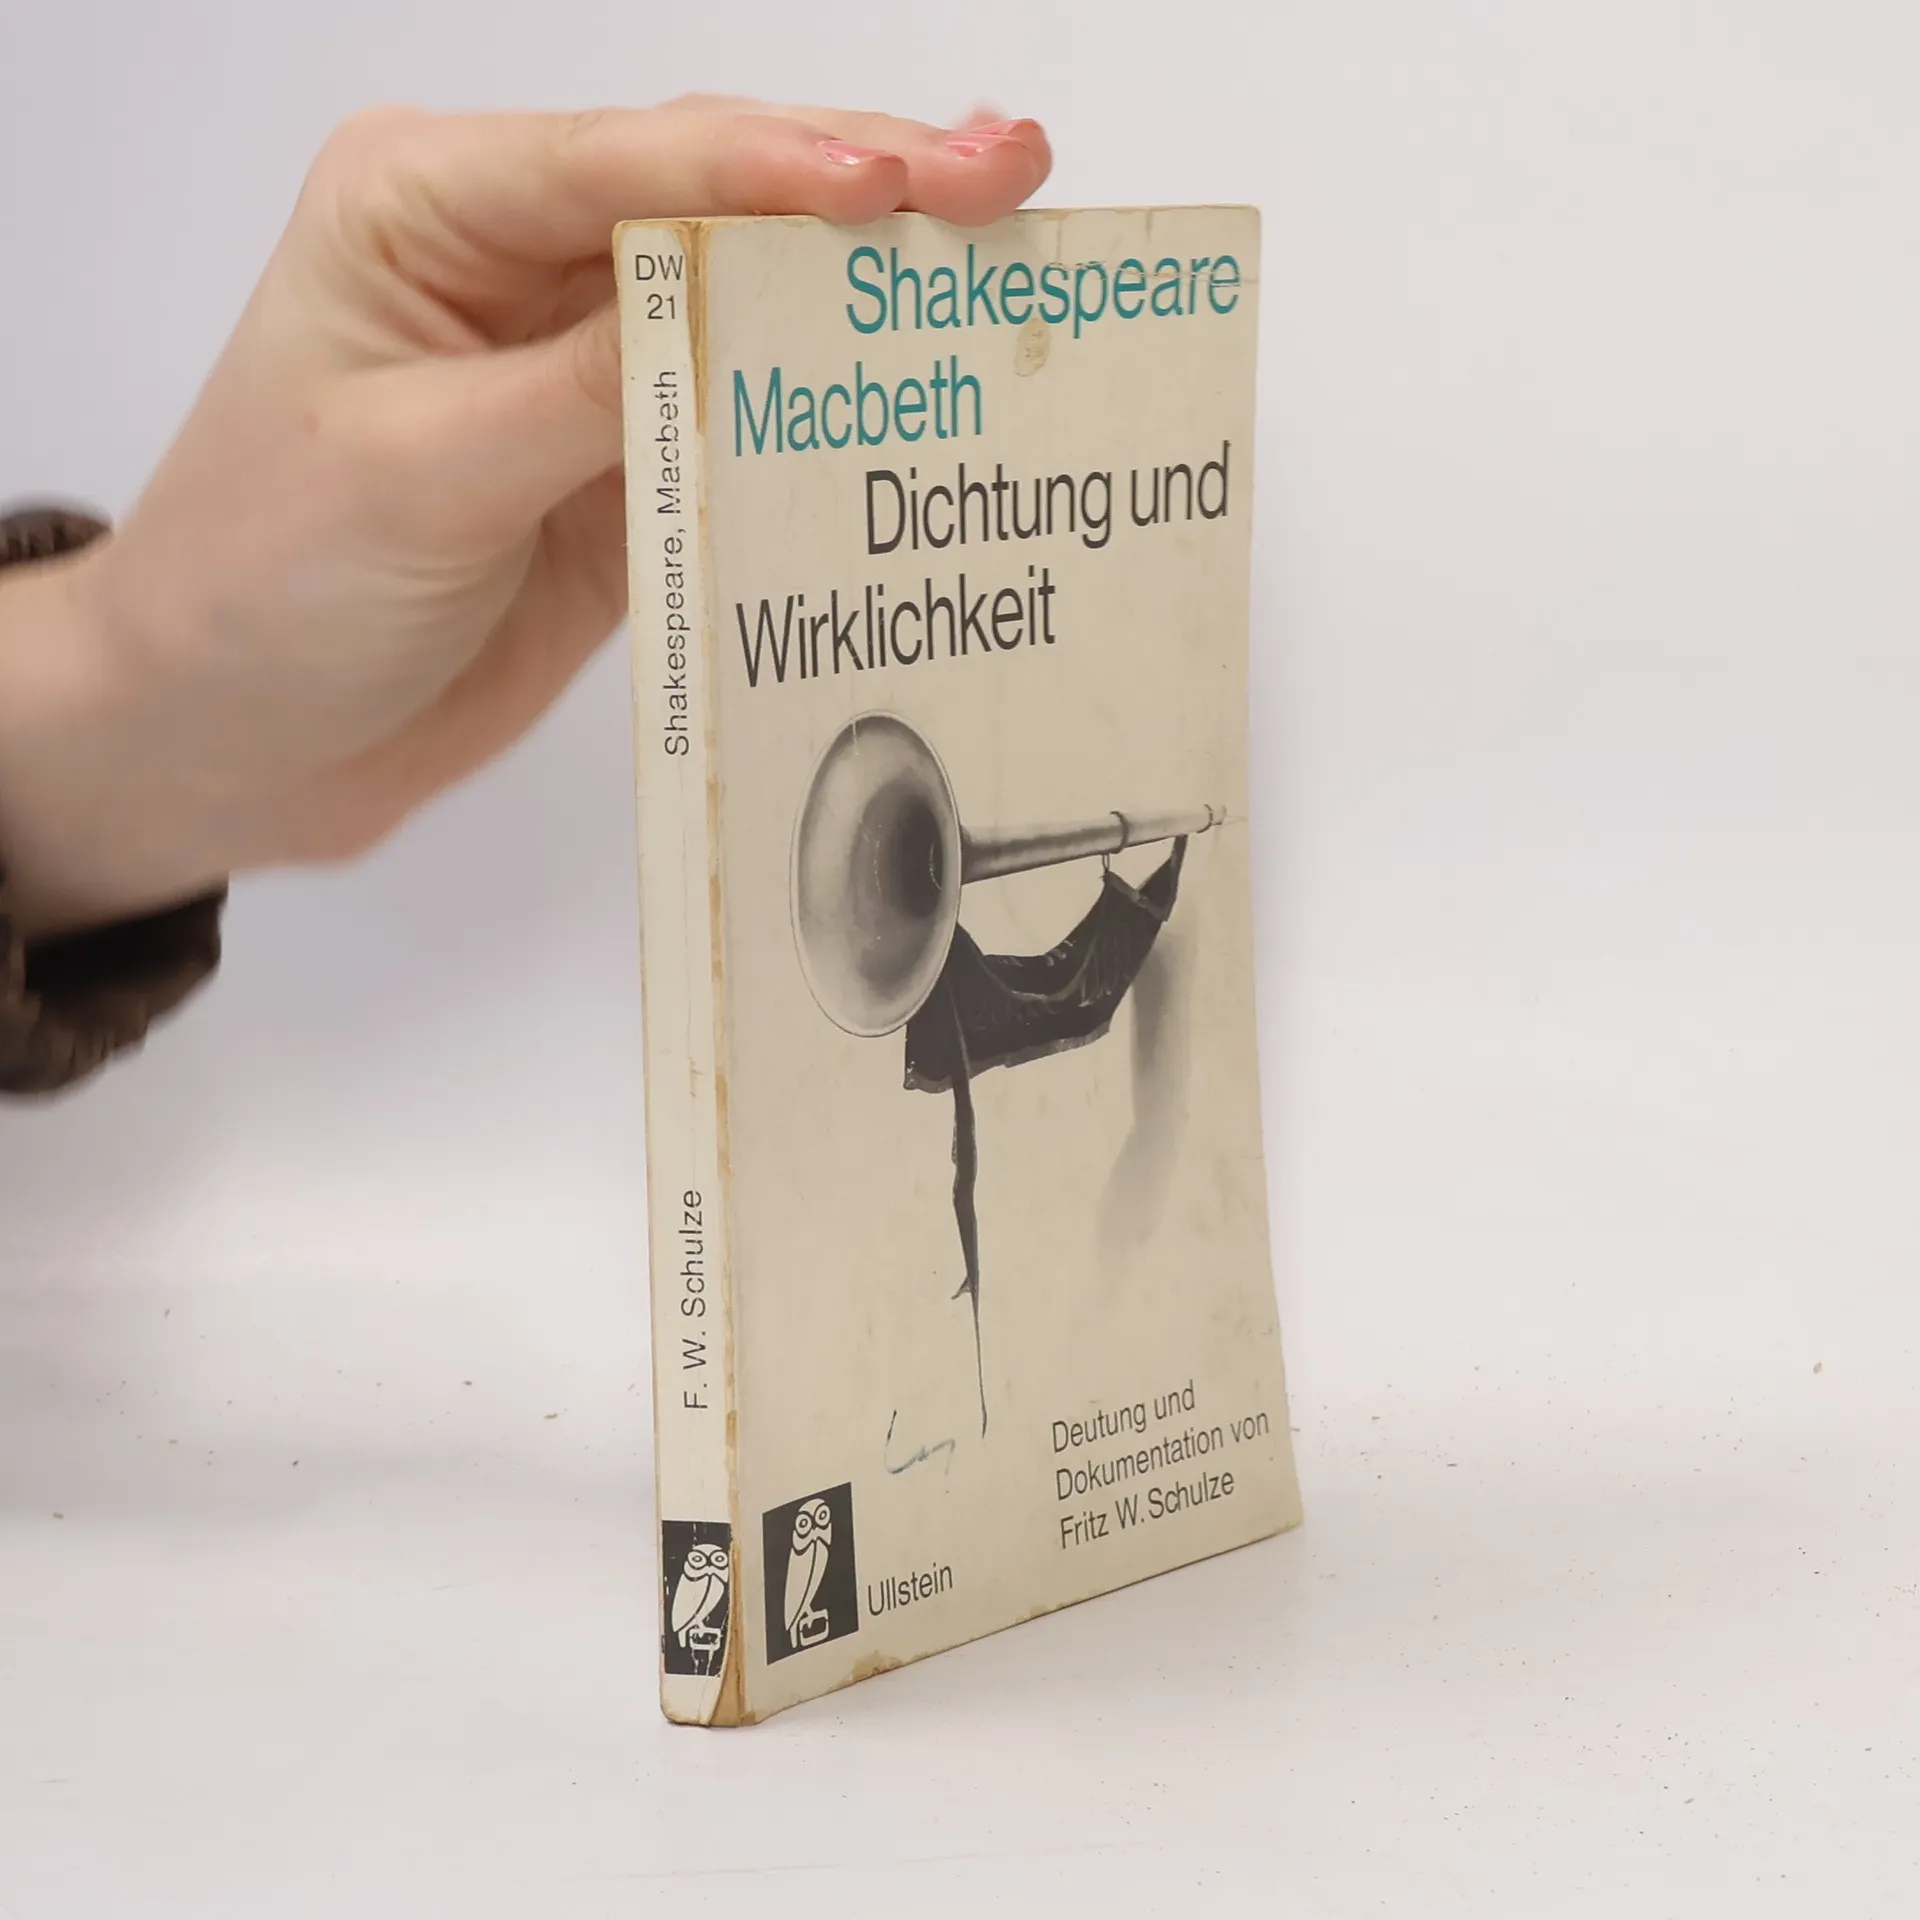 DW
21
Shakespeare, Macbeth
F. W. Schulze
Shakespeare
Macbeth
Dichtung und
Wirklichkeit
Deutung und
Dokumentation von
Fritz W. Schulze
Ullstein